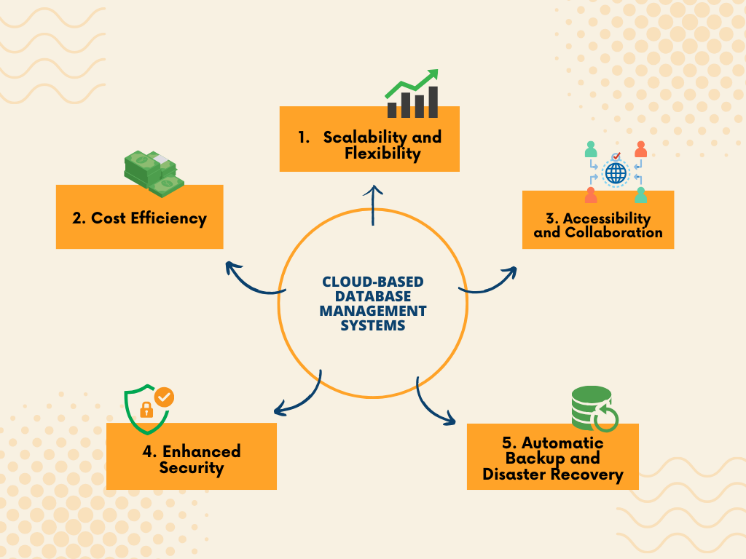 1. Scalability and
Flexibility
2. Cost Efficiency
3. Accessibility
and Collaboration
CLOUD-BASED
DATABASE
MANAGEMENT
SYSTEMS
4. Enhanced
Security
5. Automatic
Backup and
Disaster Recovery